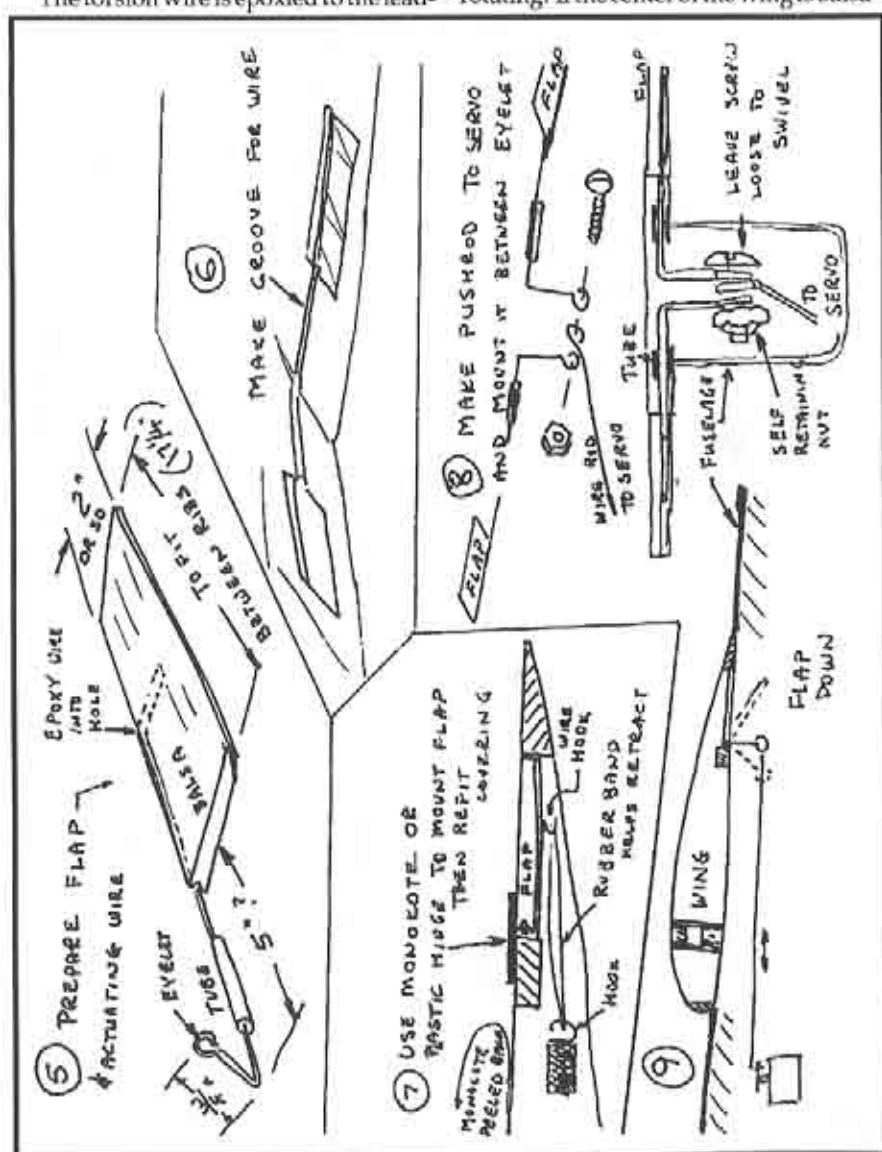 The torsion wire is epoxied to the lead-
rotating. If the center of the wing is balsa
5 PREPARE FLAP
& ACTUATING WIRE
EPOXY WIRE
INTO
HOLE
2"
OR SO
TO FIT
BETWEEN RIBS
BALSA
EYELET
TUBE
5" ?
6
MAKE GROOVE FOR WIRE
7 USE MONOKOTE OR
PLASTIC HINGE TO MOUNT FLAP
THEN REFIT
COVERING
MONOKOTE
PEELED BACK
FLAP
WIRE
HOOK
RUBBER BAND
HELPS RETRACT
HOOK
8 MAKE PUSHROD TO SERVO
AND MOUNT IT BETWEEN EYELET
FLAP
FLAP
WIRE ROD
TO SERVO
TUBE
FLAP
FUSELAGE
LEAVE SCREW
LOOSE TO
SWIVEL
TO
SERVO
SELF
RETAINING
NUT
9
WING
FLAP
DOWN